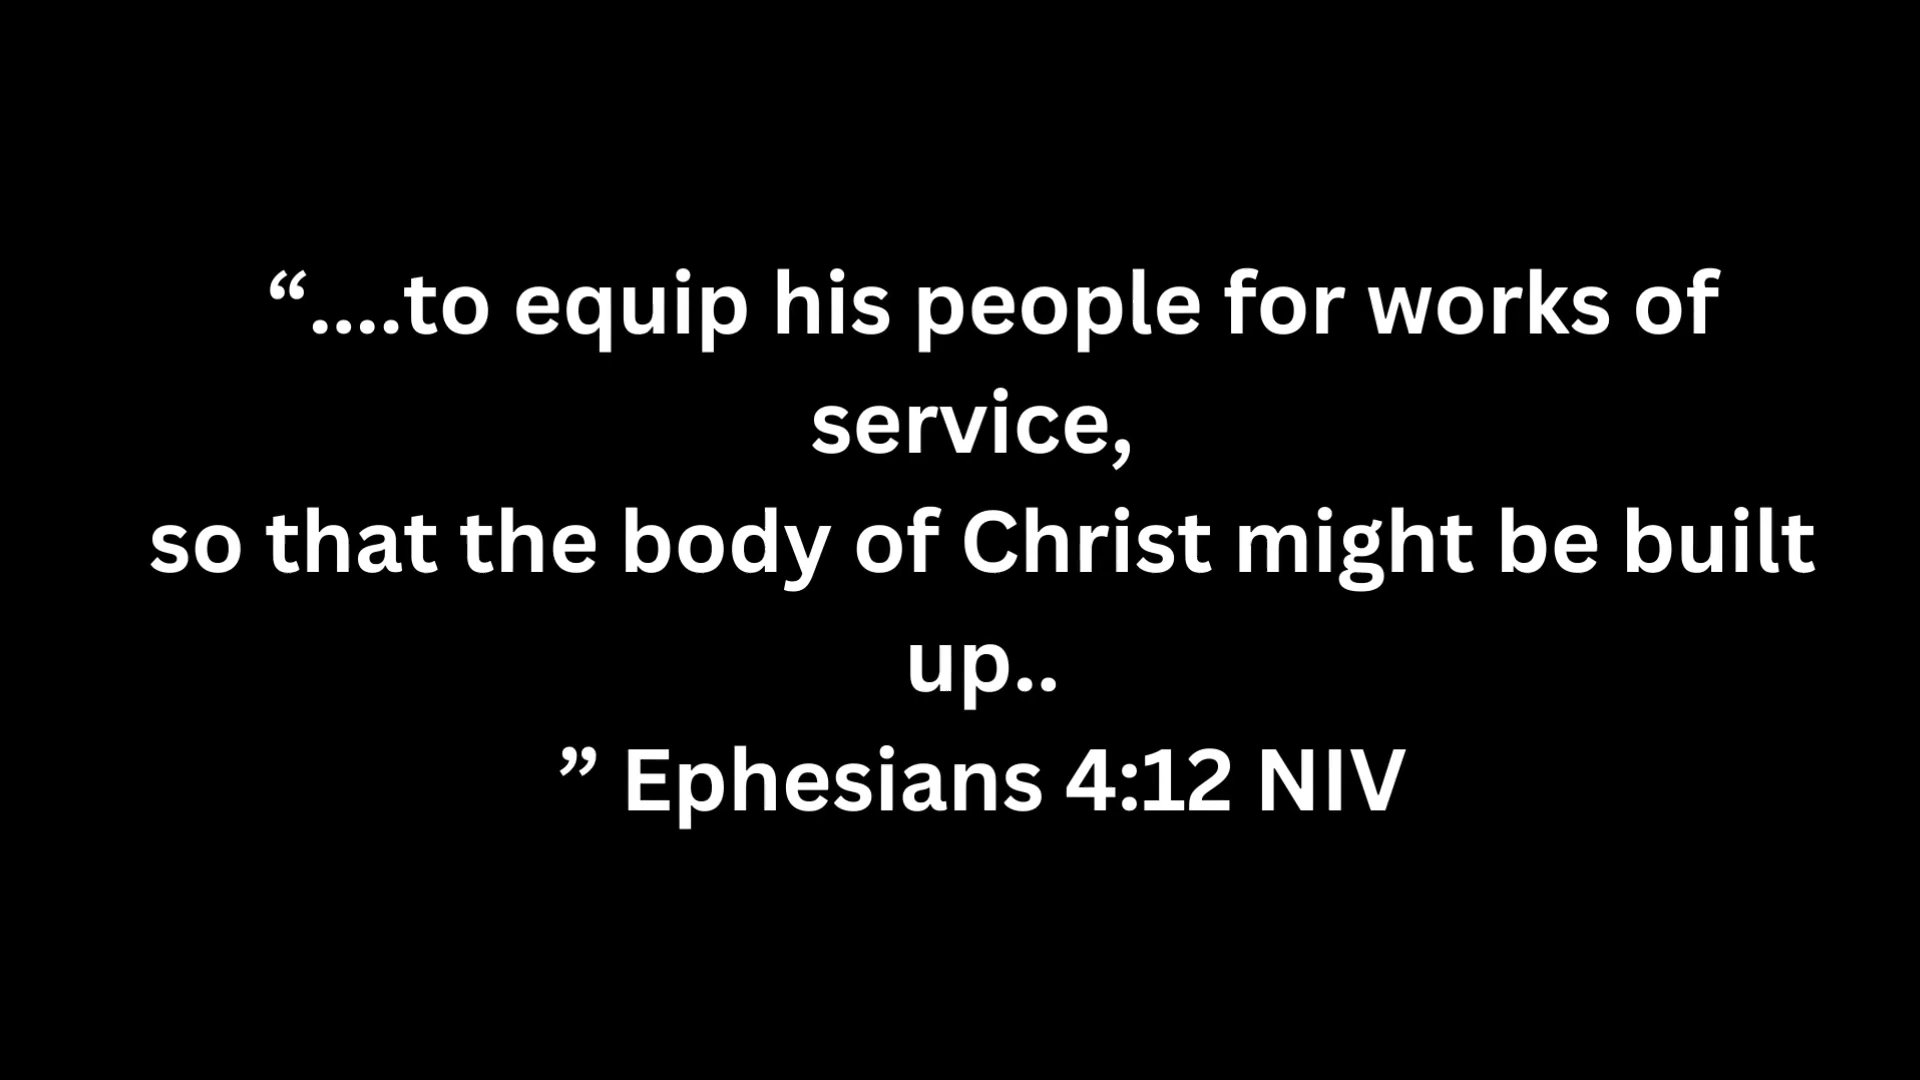 “....to equip his people for works of
service,
so that the body of Christ might be built
up..
” Ephesians 4:12 NIV